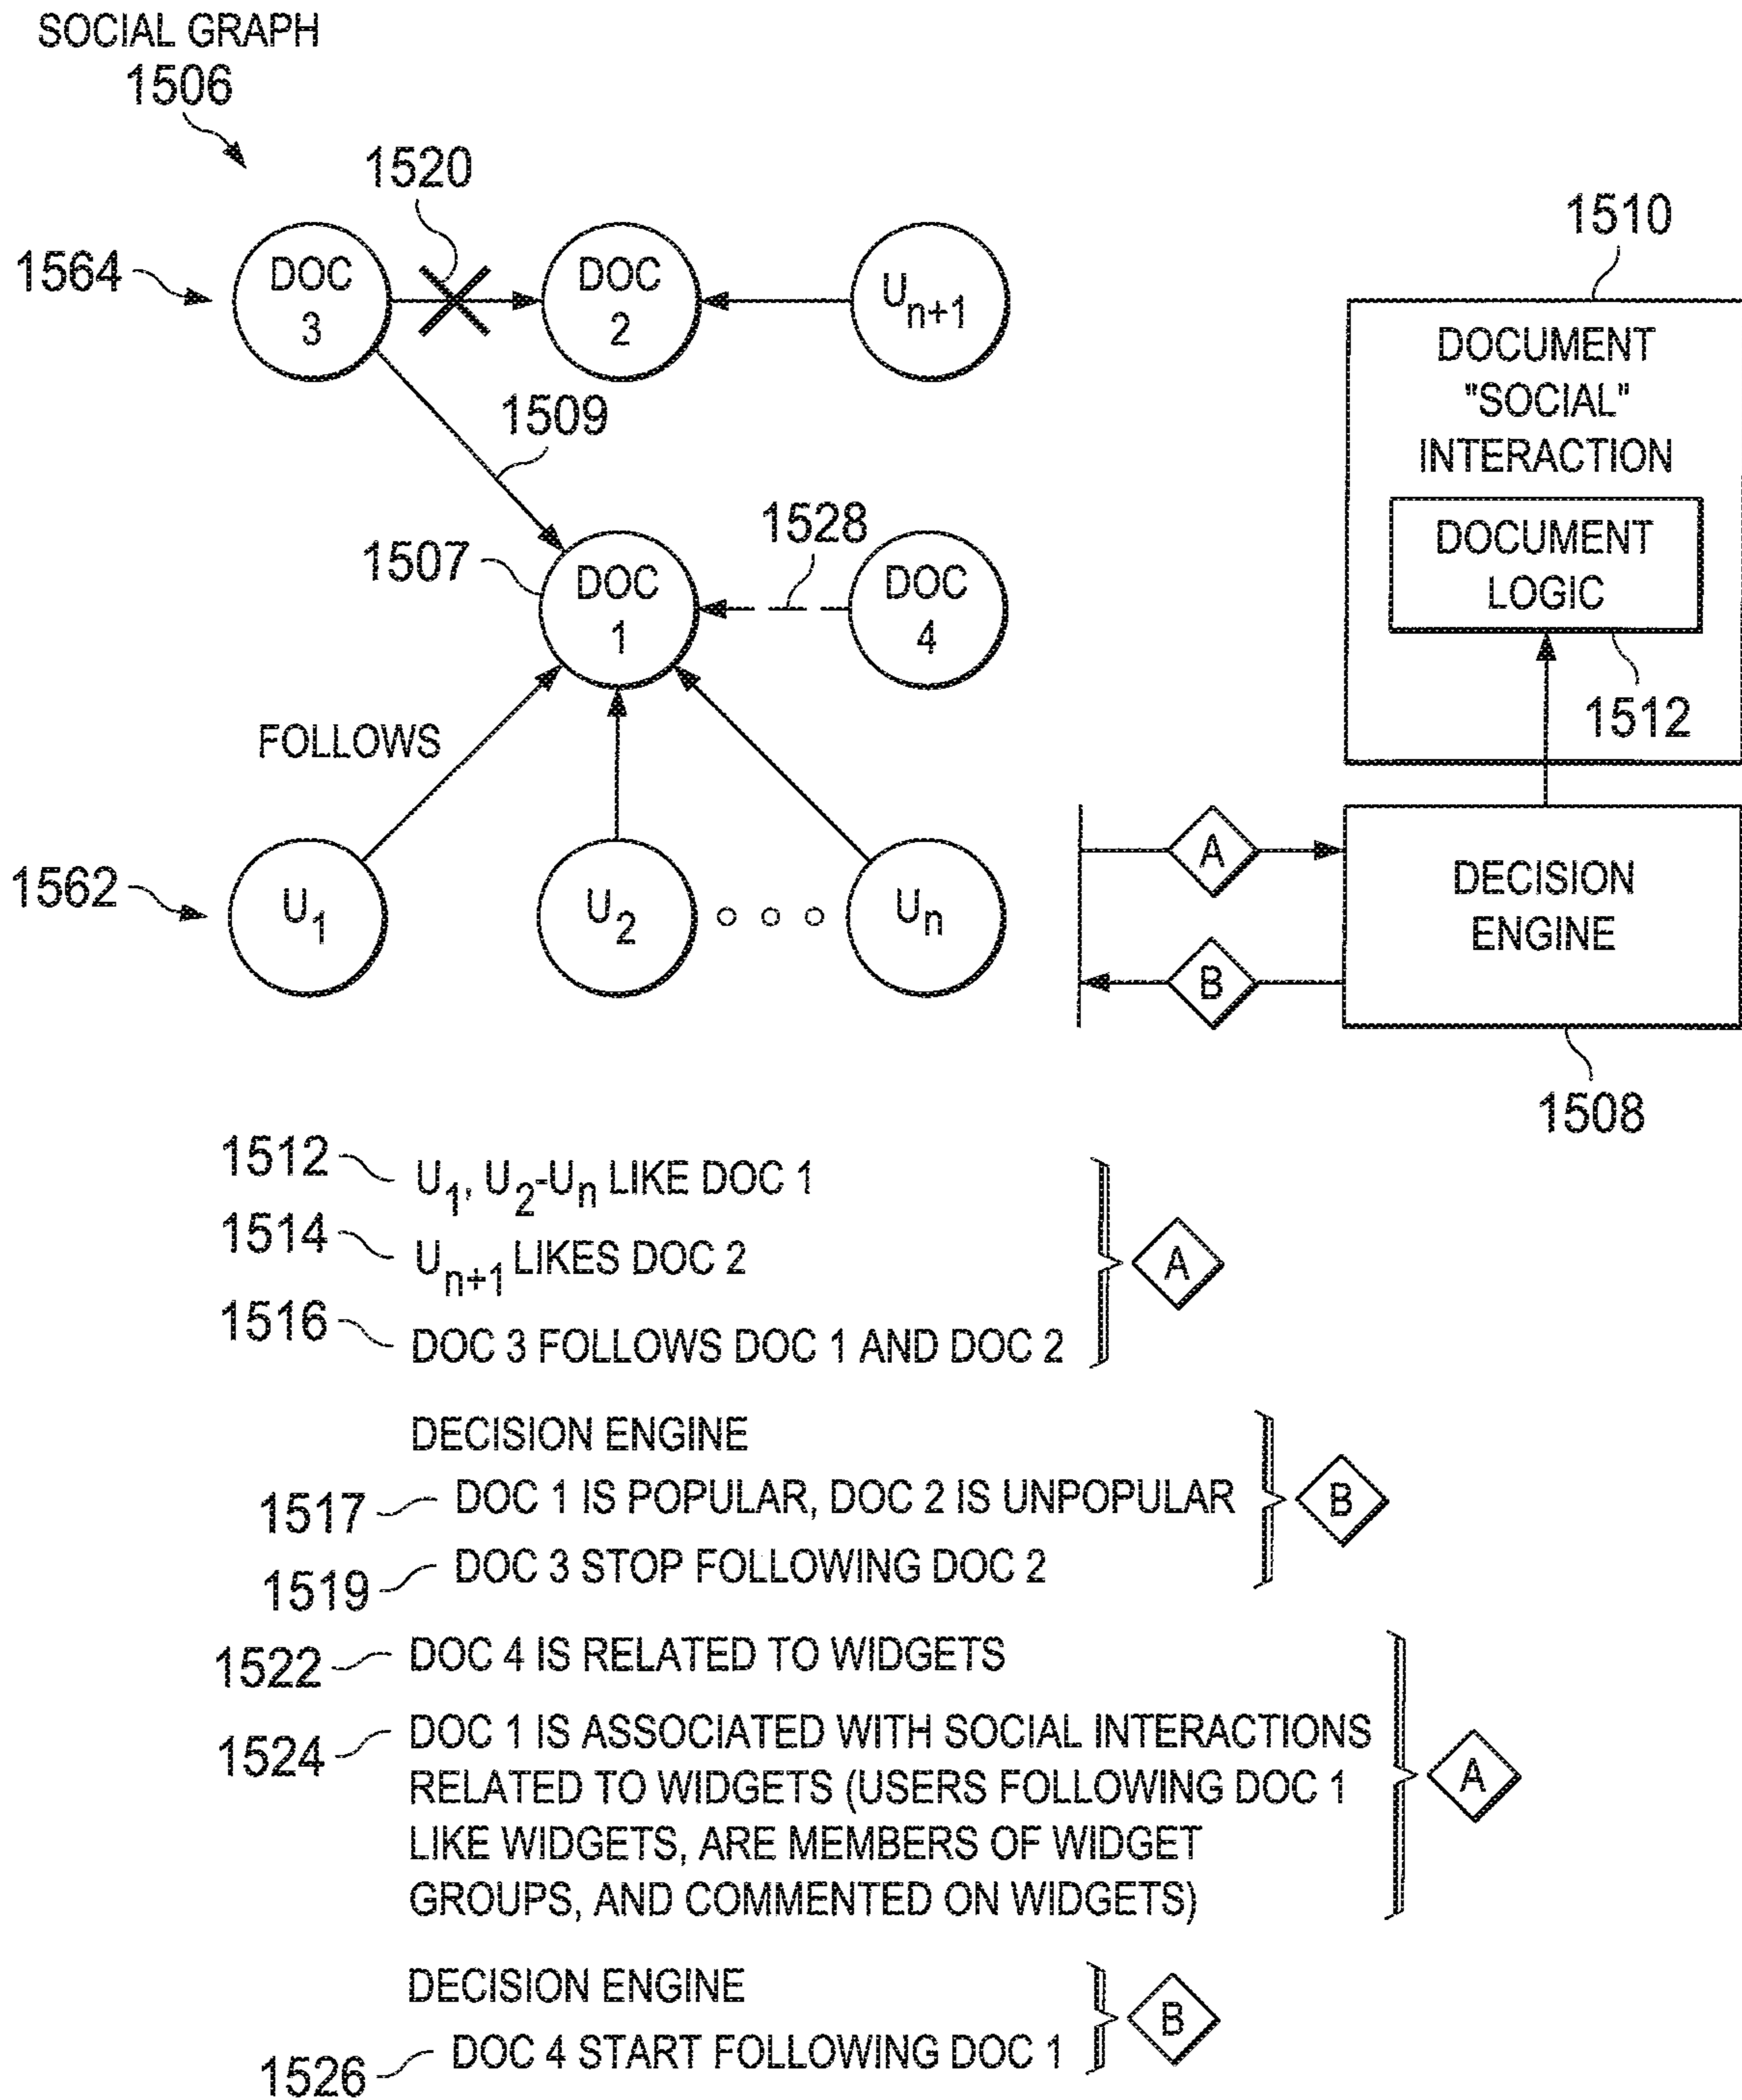 SOCIAL GRAPH
1506
1520
1564
DOC
3
DOC
2
Un+1
1510
DOCUMENT
"SOCIAL"
INTERACTION
DOCUMENT
LOGIC
1512
1509
1507
DOC
1
1528
DOC
4
FOLLOWS
1562
U1
U2
Un
A
B
DECISION
ENGINE
1508
1512 U1, U2-Un LIKE DOC 1
1514 Un+1 LIKES DOC 2
1516 DOC 3 FOLLOWS DOC 1 AND DOC 2
A
DECISION ENGINE
1517 DOC 1 IS POPULAR, DOC 2 IS UNPOPULAR
1519 DOC 3 STOP FOLLOWING DOC 2
B
1522 DOC 4 IS RELATED TO WIDGETS
1524 DOC 1 IS ASSOCIATED WITH SOCIAL INTERACTIONS
RELATED TO WIDGETS (USERS FOLLOWING DOC 1
LIKE WIDGETS, ARE MEMBERS OF WIDGET
GROUPS, AND COMMENTED ON WIDGETS)
A
DECISION ENGINE
1526 DOC 4 START FOLLOWING DOC 1
B